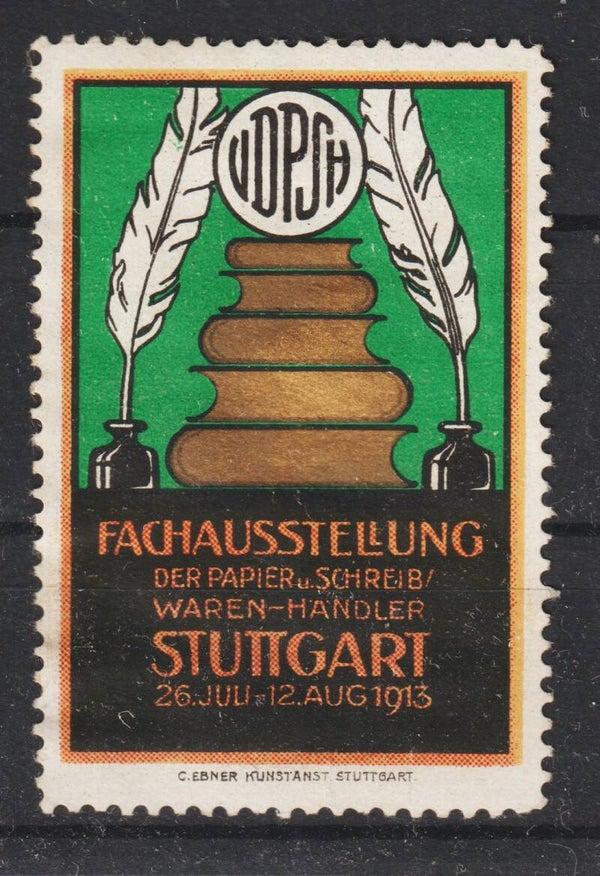 VDPSH
FACHAUSSTELLUNG
DER PAPIER u. SCHREIB/
WAREN-HÄNDLER
STUTTGART
26. JULI-12. AUG 1913
C. EBNER KUNSTANST. STUTTGART.